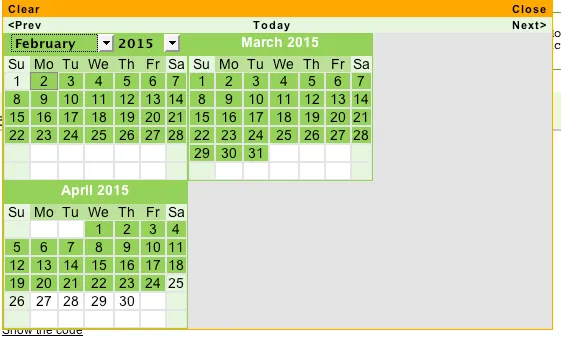 Clear Close
<Prev Today Next>
February 2015 March 2015
Su Mo Tu We Th Fr Sa Su Mo Tu We Th Fr Sa
1 2 3 4 5 6 7 1 2 3 4 5 6 7
8 9 10 11 12 13 14 8 9 10 11 12 13 14
15 16 17 18 19 20 21 15 16 17 18 19 20 21
22 23 24 25 26 27 28 22 23 24 25 26 27 28
29 30 31
April 2015
Su Mo Tu We Th Fr Sa
1 2 3 4
5 6 7 8 9 10 11
12 13 14 15 16 17 18
19 20 21 22 23 24 25
26 27 28 29 30
Show the code